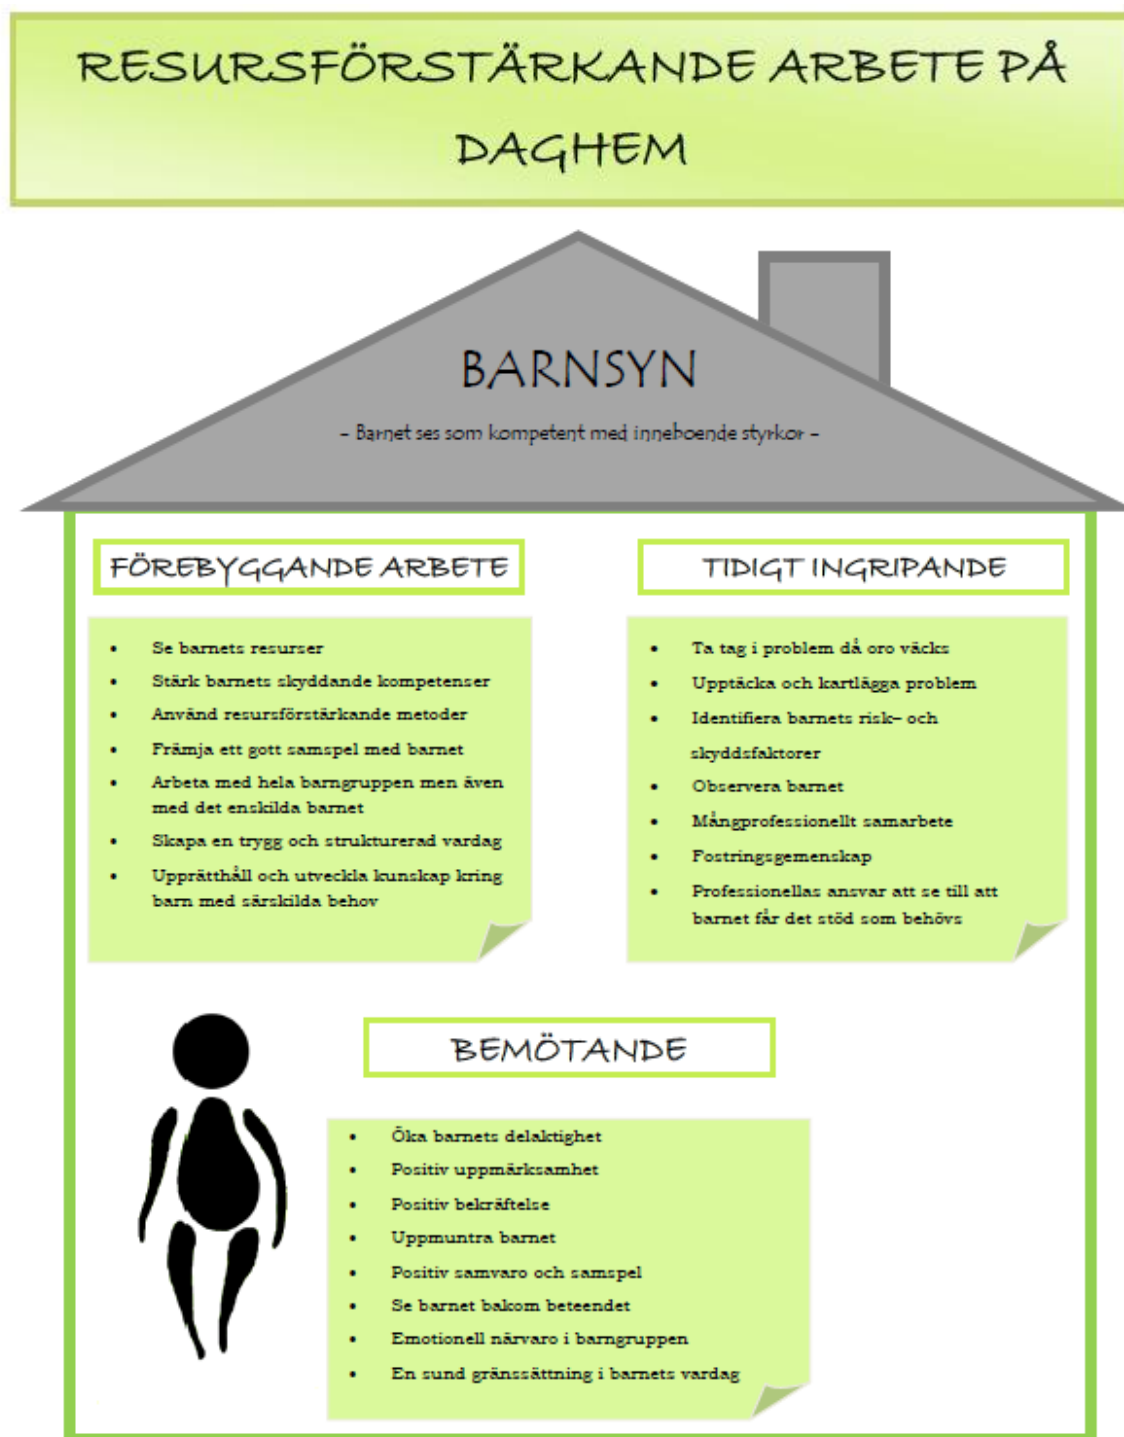 RESURSFÖRSTÄRKANDE ARBETE PÅ
DAGHEM
BARNSYN
- Barnet ses som kompetent med inneboende styrkor -
FÖREBYGGANDE ARBETE
• Se barnets resurser
• Stärk barnets skyddande kompetenser
• Använd resursförstärkande metoder
• Främja ett gott samspel med barnet
• Arbeta med hela barngruppen men även
med det enskilda barnet
• Skapa en trygg och strukturerad vardag
• Upprätthåll och utveckla kunskap kring
barn med särskilda behov
TIDIGT INGRIPANDE
• Ta tag i problem då oro väcks
• Upptäcka och kartlägga problem
• Identifiera barnets risk- och
skyddsfaktorer
• Observera barnet
• Mångprofessionellt samarbete
• Fostringsgemenskap
• Professionellas ansvar att se till att
barnet får det stöd som behövs
BEMÖTANDE
• Öka barnets delaktighet
• Positiv uppmärksamhet
• Positiv bekräftelse
• Uppmuntra barnet
• Positiv samvaro och samspel
• Se barnet bakom beteendet
• Emotionell närvaro i barngruppen
• En sund gränssättning i barnets vardag